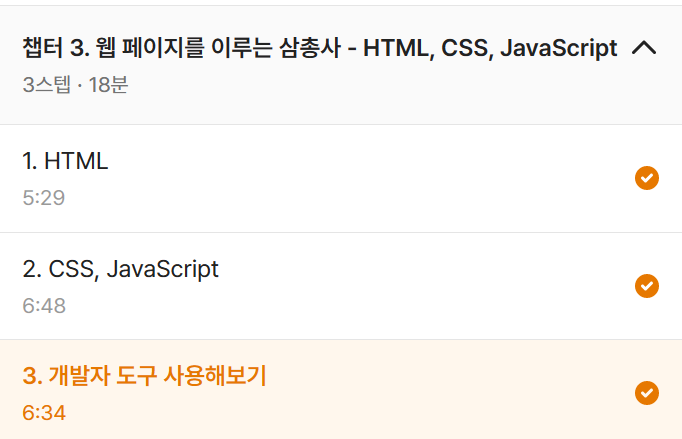 챕터 3. 웹 페이지를 이루는 삼총사 - HTML, CSS, JavaScript
3스텝 · 18분
1. HTML
5:29
2. CSS, JavaScript
6:48
3. 개발자 도구 사용해보기
6:34